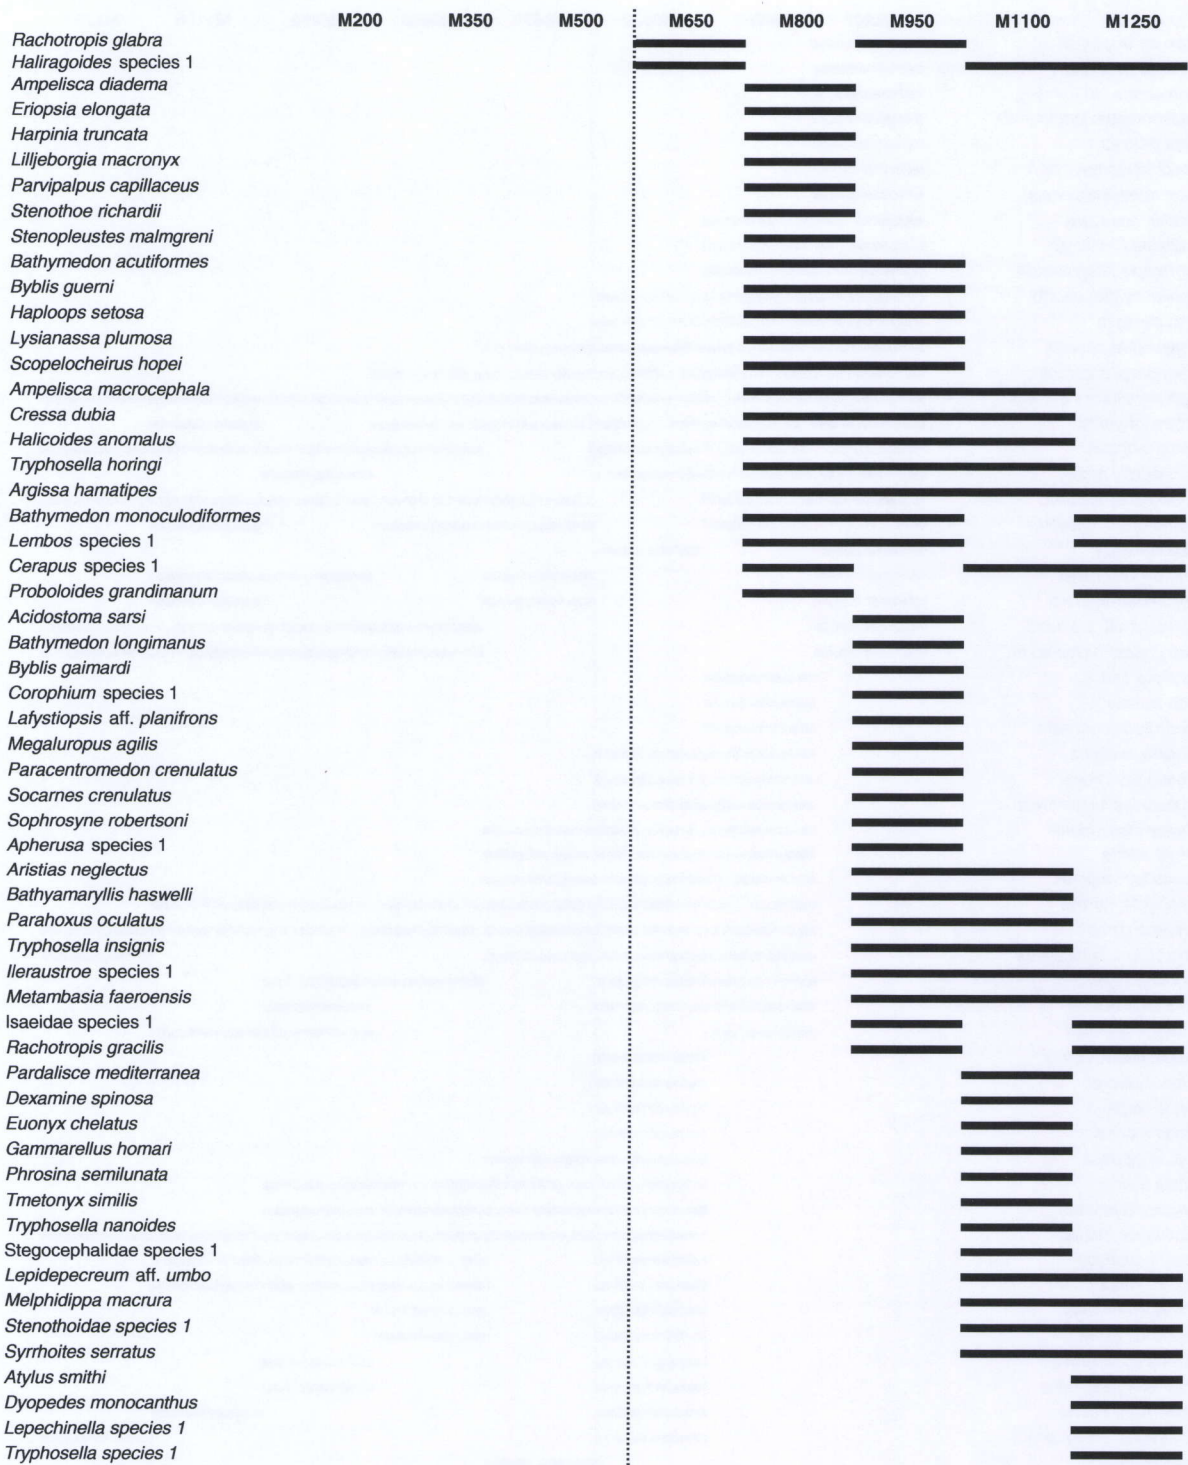 M200 M350 M500 M650 M800 M950 M1100 M1250
Rachotropis glabra
Haliragoides species 1
Ampelisca diadema
Eriopsia elongata
Harpinia truncata
Lilljeborgia macronyx
Parvipalpus capillaceus
Stenothoe richardii
Stenopleustes malmgreni
Bathymedon acutiformes
Byblis guerni
Haploops setosa
Lysianassa plumosa
Scopelocheirus hopei
Ampelisca macrocephala
Cressa dubia
Halicoides anomalus
Tryphosella horingi
Argissa hamatipes
Bathymedon monoculodiformes
Lembos species 1
Cerapus species 1
Proboloides grandimanum
Acidostoma sarsi
Bathymedon longimanus
Byblis gaimardi
Corophium species 1
Lafystiopsis aff. planifrons
Megaluropus agilis
Paracentromedon crenulatus
Socarnes crenulatus
Sophrosyne robertsoni
Apherusa species 1
Aristias neglectus
Bathyamaryllis haswelli
Parahoxus oculatus
Tryphosella insignis
Ileraustroe species 1
Metambasia faeroensis
Isaeidae species 1
Rachotropis gracilis
Pardalisce mediterranea
Dexamine spinosa
Euonyx chelatus
Gammarellus homari
Phrosina semilunata
Tmetonyx similis
Tryphosella nanoides
Stegocephalidae species 1
Lepidepecreum aff. umbo
Melphidippa macrura
Stenothoidae species 1
Syrrhoites serratus
Atylus smithi
Dyopedes monocanthus
Lepechinella species 1
Tryphosella species 1